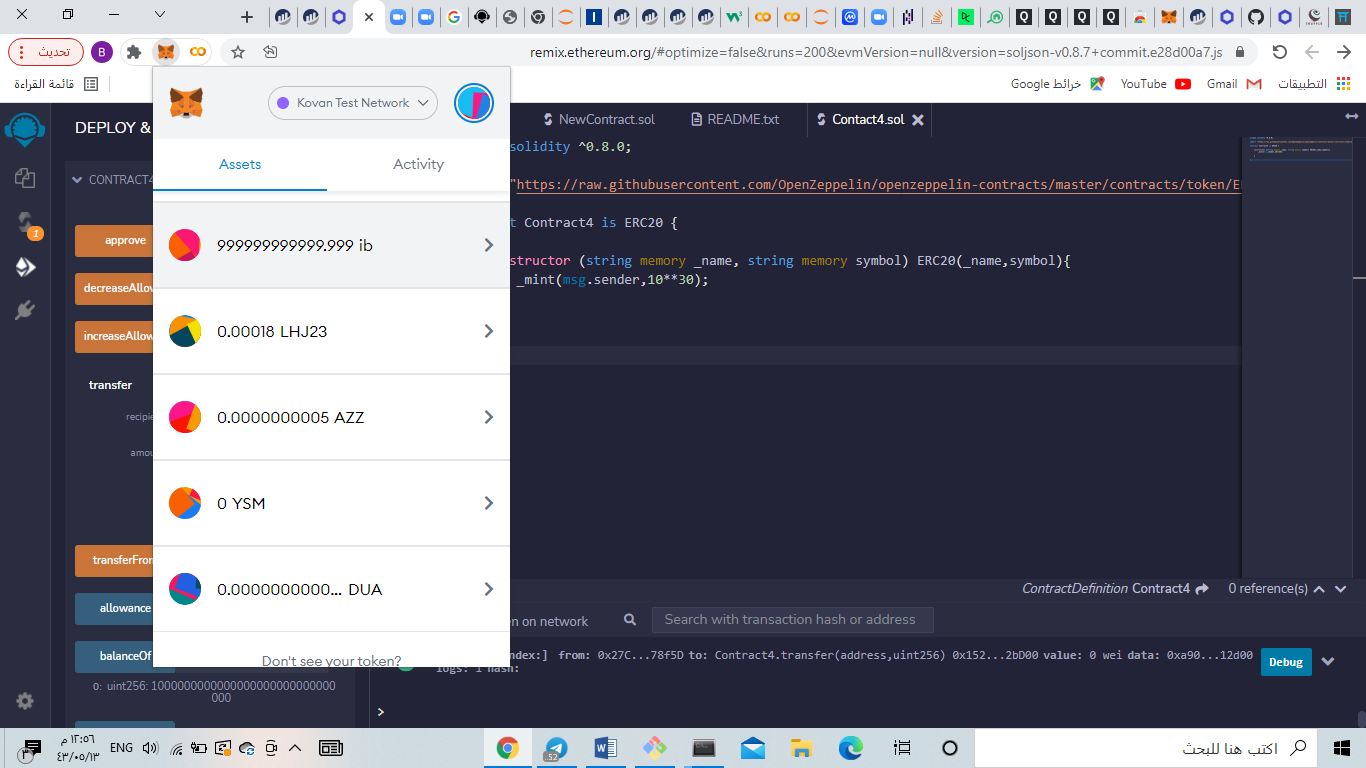 remix.ethereum.org/#optimize=false&runs=200&evmVersion=null&version=soljson-v0.8.7+commit.e28d00a7.js
تحديث
B
قائمة القراءة
خرائط Google
YouTube
Gmail
التطبيقات
Kovan Test Network
Assets
Activity
999999999999.999 ib
0.00018 LHJ23
0.0000000005 AZZ
0 YSM
0.0000000000... DUA
Don't see your token?
DEPLOY &
CONTRACT4
1
approve
decreaseAllow
increaseAllow
transfer
recipie
amou
transferFrom
allowance
balanceOf
0: uint256: 1000000000000000000000000000
000
NewContract.sol
README.txt
Contact4.sol
solidity ^0.8.0;
"https://raw.githubusercontent.com/OpenZeppelin/openzeppelin-contracts/master/contracts/token/E
t Contract4 is ERC20 {
structor (string memory _name, string memory symbol) ERC20(_name,symbol){
_mint(msg.sender,10**30);
ContractDefinition Contract4
0 reference(s)
en on network
Search with transaction hash or address
index:] from: 0x27C...78f5D to: Contract4.transfer(address,uint256) 0x152...2bD00 value: 0 wei data: 0xa90...12d00
logs: 1 hash:
Debug
>
١٢:٥٦ م
٤٣/٠٥/١٣
ENG
52
اكتب هنا للبحث